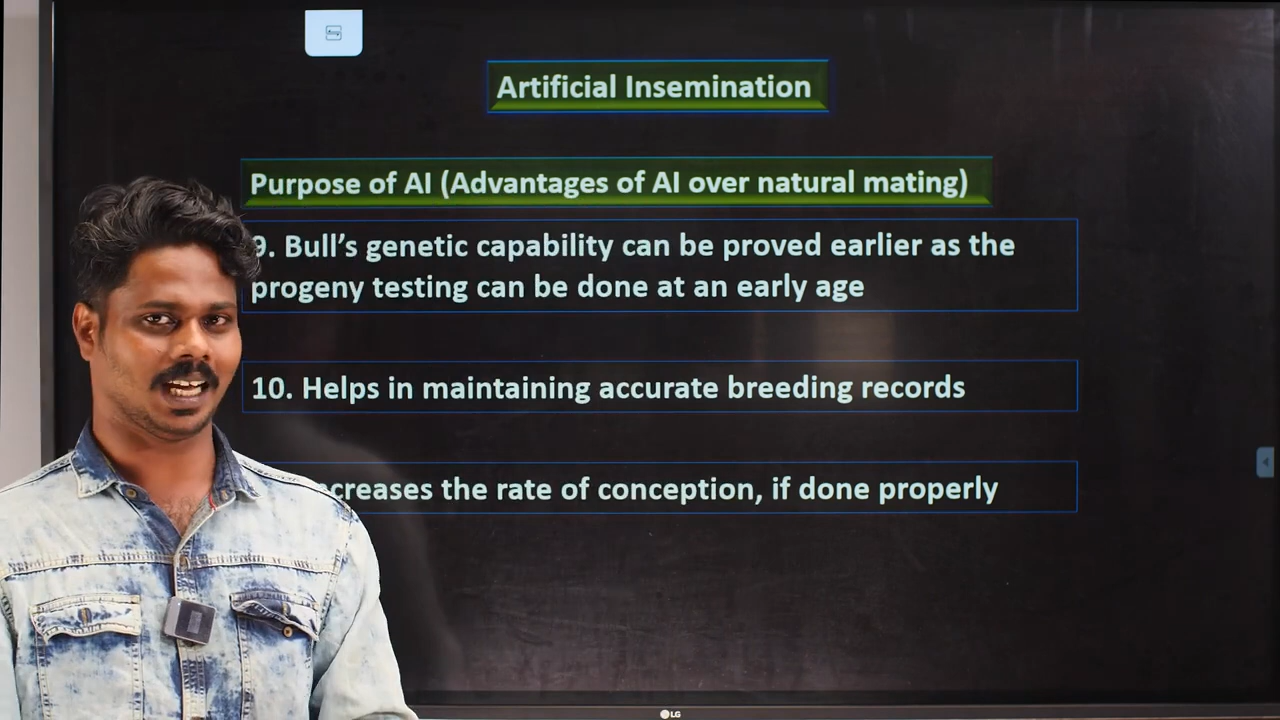 Artificial Insemination
Purpose of AI (Advantages of AI over natural mating)
9. Bull's genetic capability can be proved earlier as the
progeny testing can be done at an early age
10. Helps in maintaining accurate breeding records
creases the rate of conception, if done properly
LG